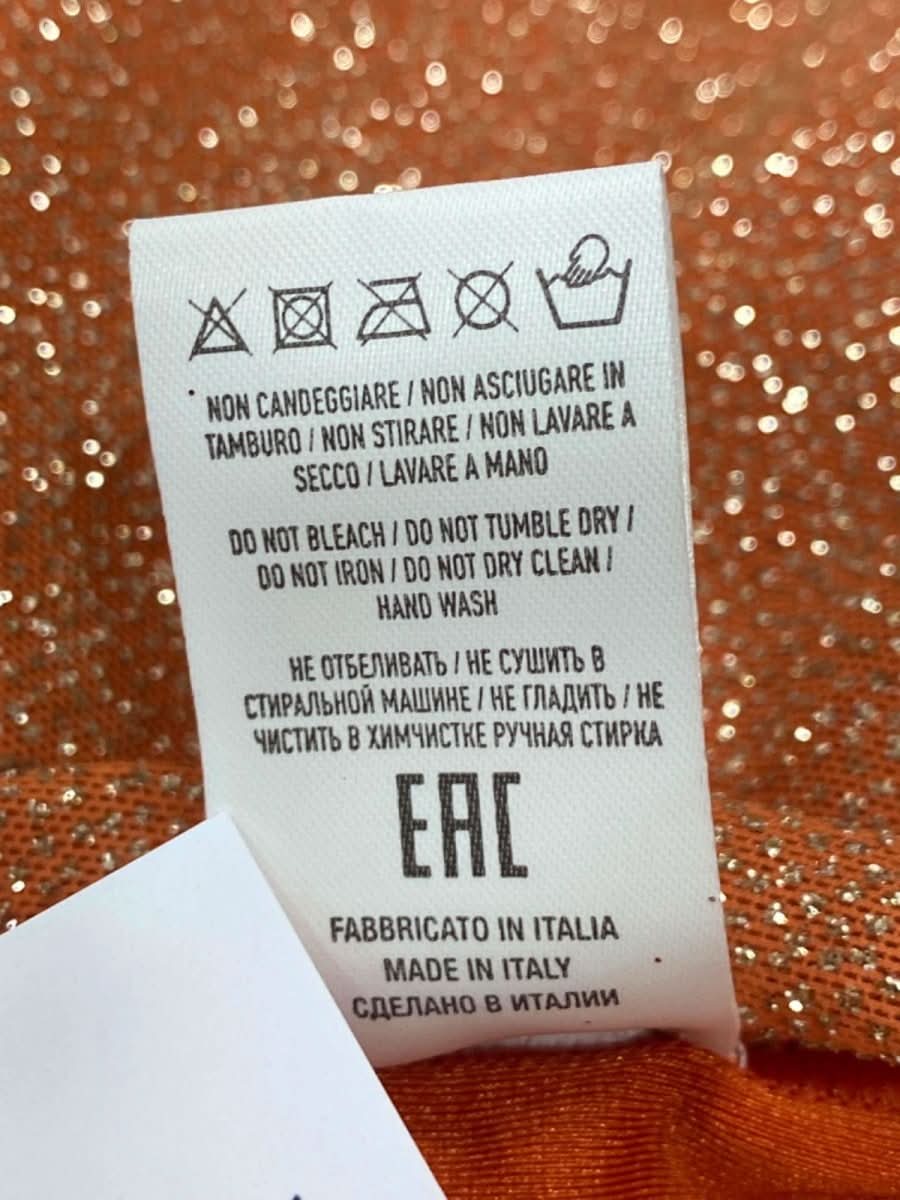 NON CANDEGGIARE / NON ASCIUGARE IN
TAMBURO / NON STIRARE / NON LAVARE A
SECCO / LAVARE A MANO
DO NOT BLEACH / DO NOT TUMBLE DRY /
DO NOT IRON / DO NOT DRY CLEAN /
HAND WASH
НЕ ОТБЕЛИВАТЬ / НЕ СУШИТЬ В
СТИРАЛЬНОЙ МАШИНЕ / НЕ ГЛАДИТЬ / НЕ
ЧИСТИТЬ В ХИМЧИСТКЕ РУЧНАЯ СТИРКА
EAC
FABBRICATO IN ITALIA
MADE IN ITALY
СДЕЛАНО В ИТАЛИИ